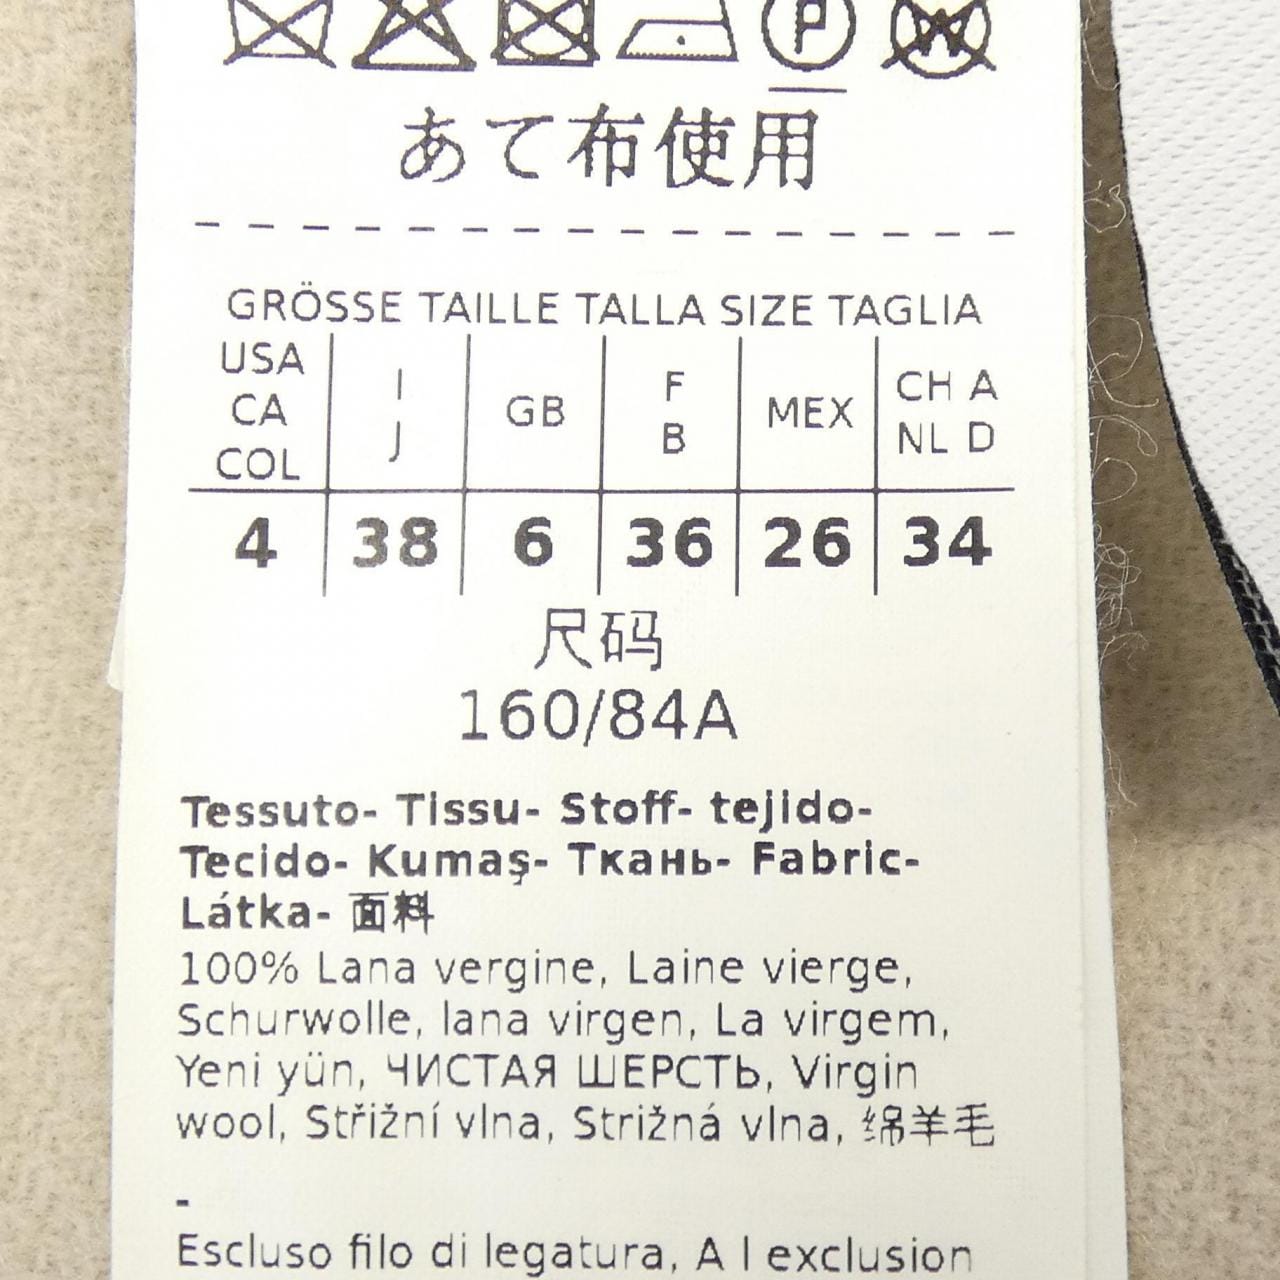 P
W
あて布使用
GRÖSSE TAILLE TALLA SIZE TAGLIA
USA CA COL
I J
GB
F B
MEX
CH A NL D
4 38 6 36 26 34
尺码
160/84A
Tessuto- Tissu- Stoff- tejido-
Tecido- Kumaş- Ткань- Fabric-
Látka- 面料
100% Lana vergine, Laine vierge,
Schurwolle, lana virgen, La virgem,
Yeni yün, ЧИСТАЯ ШЕРСТЬ, Virgin
wool, Střižní vlna, Strižná vlna, 绵羊毛
-
Escluso filo di legatura, A l exclusion